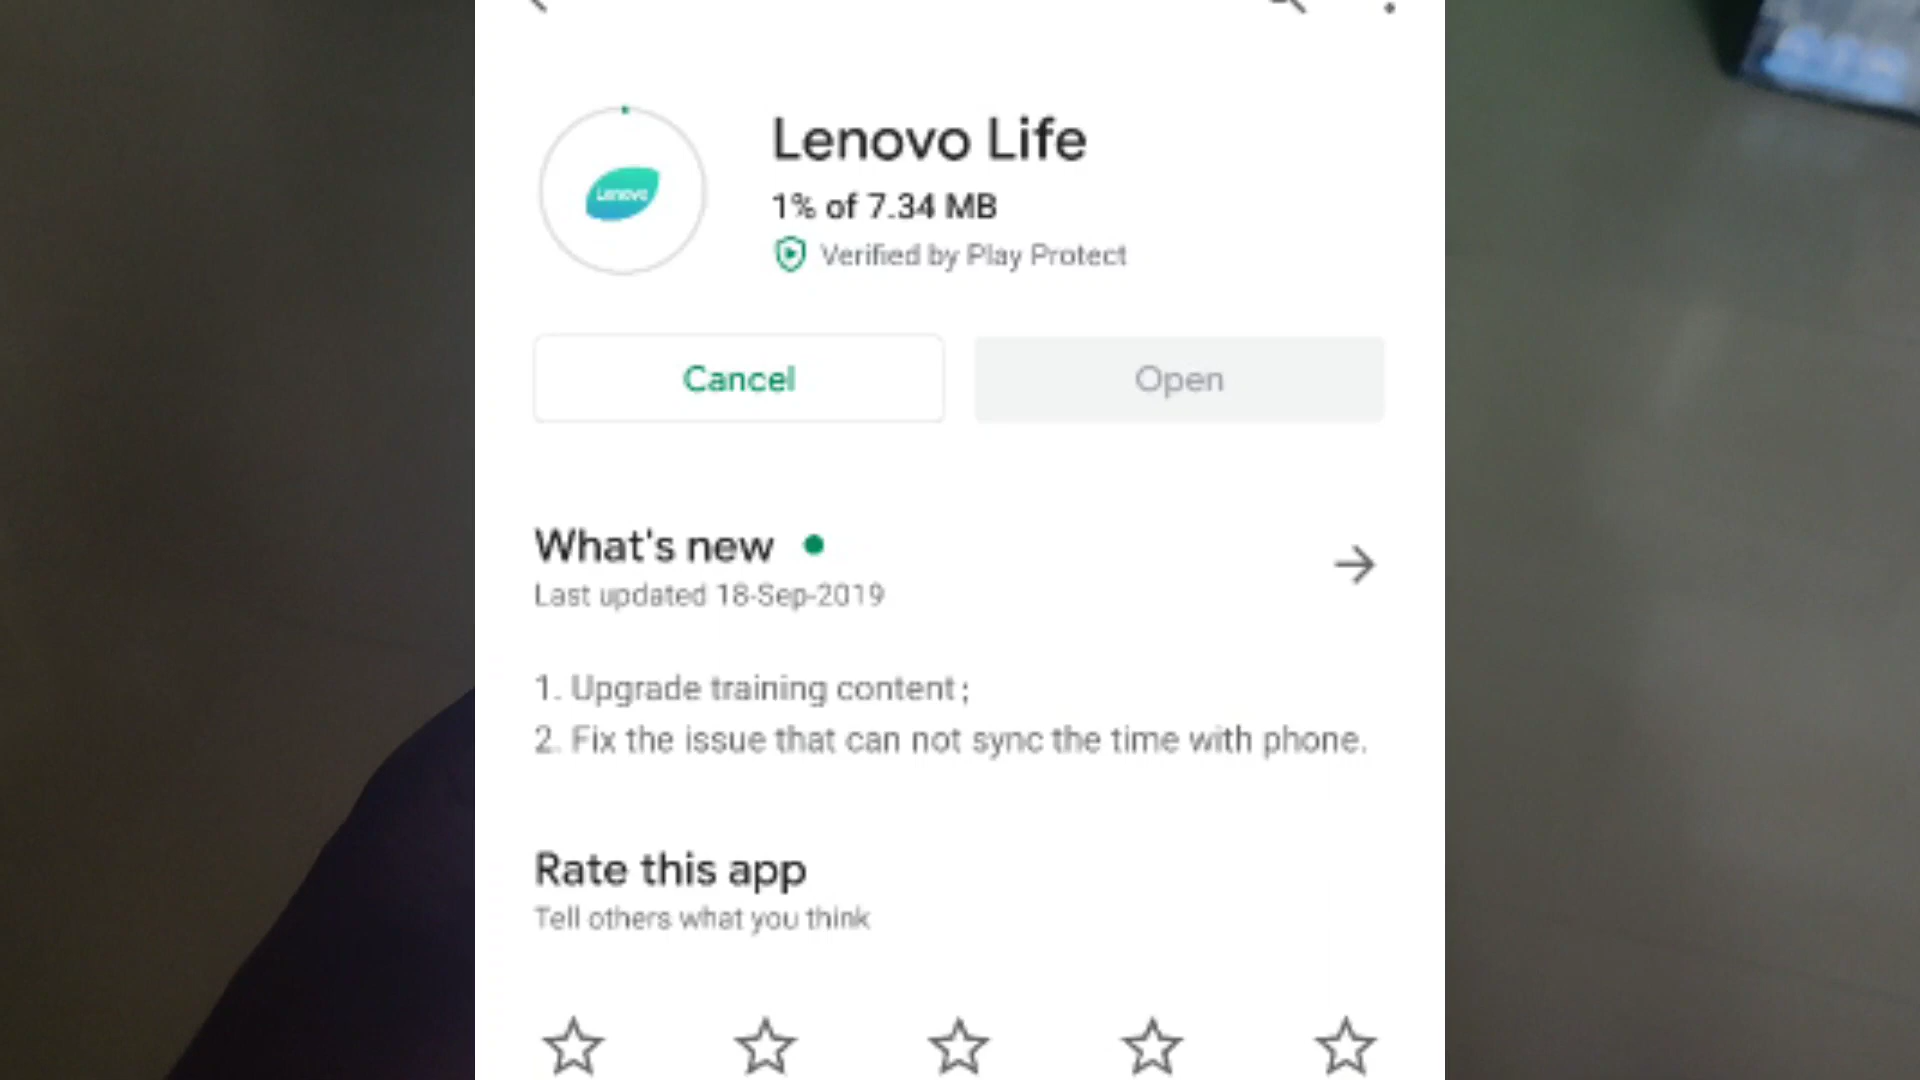 Lenovo Life
Lenovo
1% of 7.34 MB
Verified by Play Protect
Cancel
Open
What's new
Last updated 18-Sep-2019
1. Upgrade training content;
2. Fix the issue that can not sync the time with phone.
Rate this app
Tell others what you think